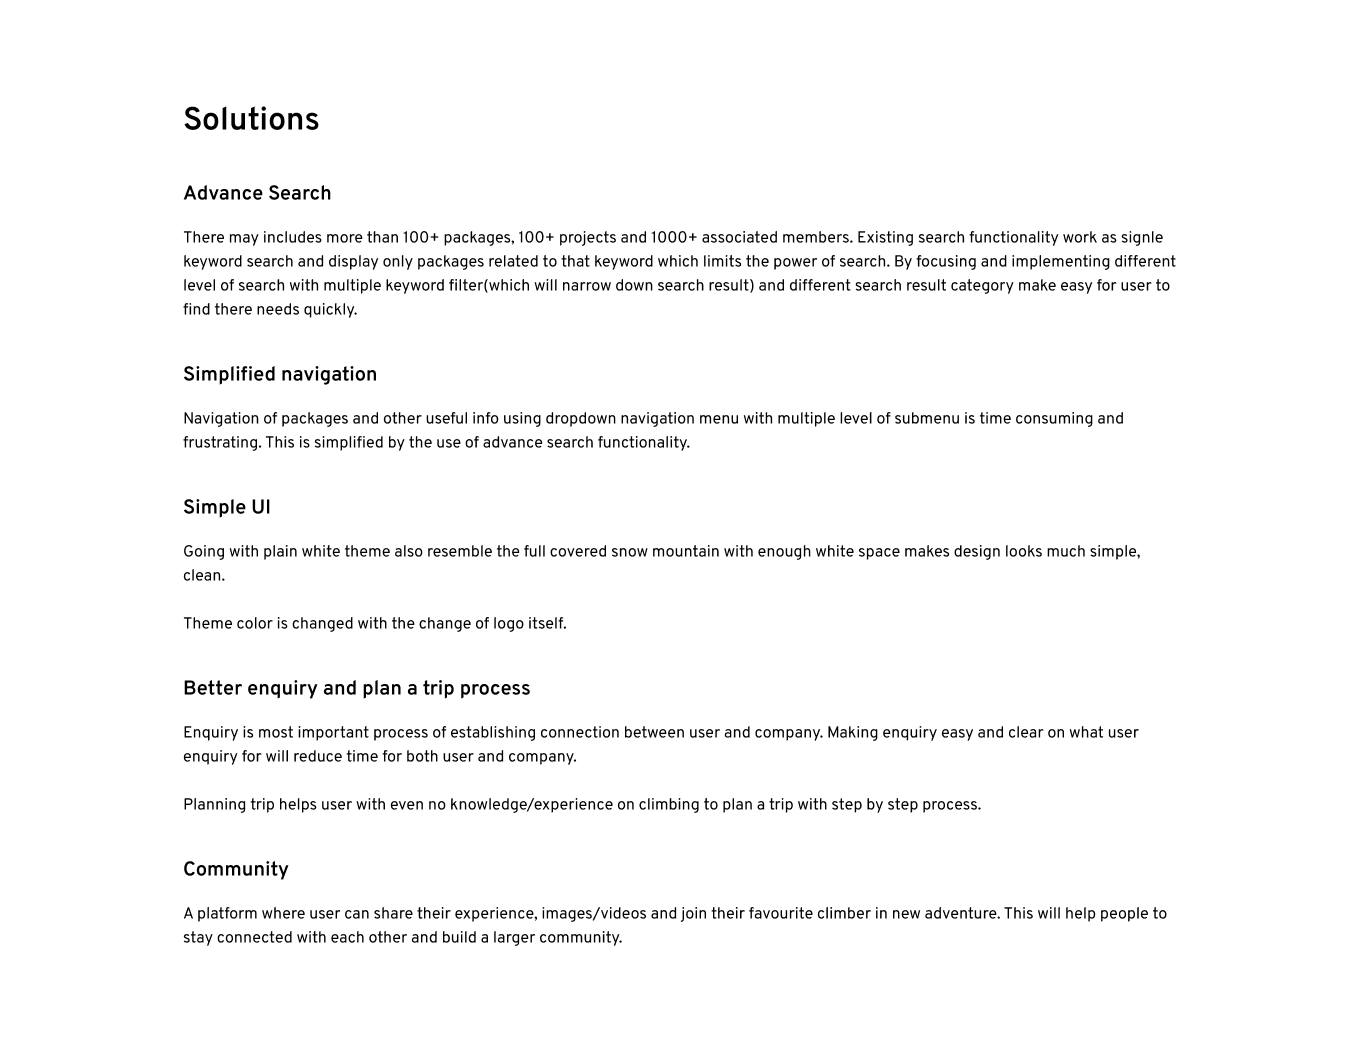 Solutions
Advance Search
There may includes more than 100+ packages, 100+ projects and 1000+ associated members. Existing search functionality work as signle
keyword search and display only packages related to that keyword which limits the power of search. By focusing and implementing different
level of search with multiple keyword filter(which will narrow down search result) and different search result category make easy for user to
find there needs quickly.
Simplified navigation
Navigation of packages and other useful info using dropdown navigation menu with multiple level of submenu is time consuming and
frustrating. This is simplified by the use of advance search functionality.
Simple UI
Going with plain white theme also resemble the full covered snow mountain with enough white space makes design looks much simple,
clean.
Theme color is changed with the change of logo itself.
Better enquiry and plan a trip process
Enquiry is most important process of establishing connection between user and company. Making enquiry easy and clear on what user
enquiry for will reduce time for both user and company.
Planning trip helps user with even no knowledge/experience on climbing to plan a trip with step by step process.
Community
A platform where user can share their experience, images/videos and join their favourite climber in new adventure. This will help people to
stay connected with each other and build a larger community.